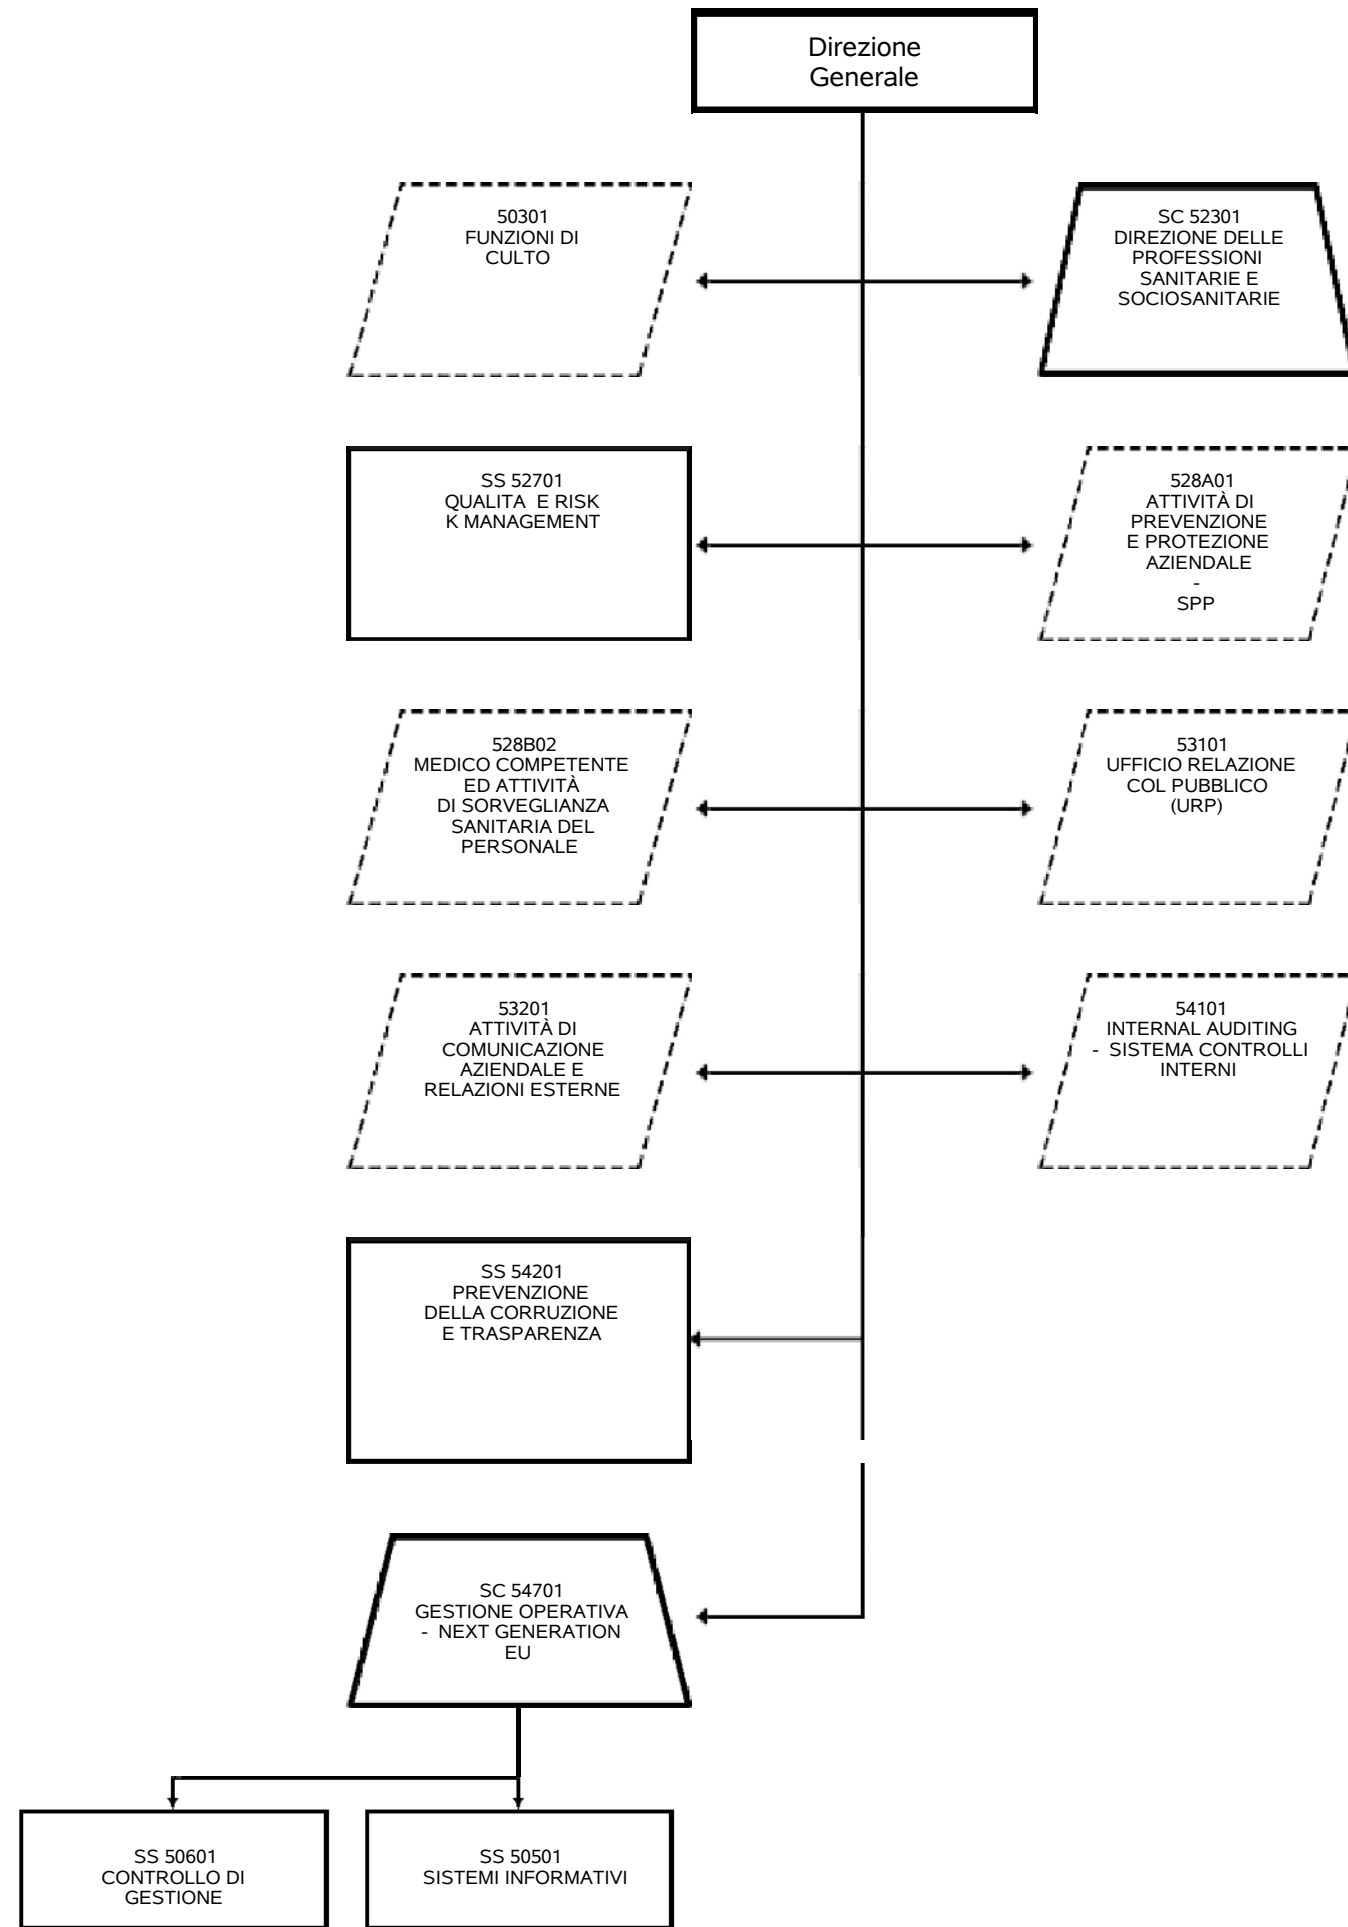 Direzione
Generale
50301
FUNZIONI DI
CULTO
SC 52301
DIREZIONE DELLE
PROFESSIONI
SANITARIE E
SOCIOSANITARIE
SS 52701
QUALITA  E RISK
K MANAGEMENT
528A01
ATTIVITÀ DI
PREVENZIONE
E PROTEZIONE
AZIENDALE
-
SPP
528B02
MEDICO COMPETENTE
ED ATTIVITÀ
DI SORVEGLIANZA
SANITARIA DEL
PERSONALE
53101
UFFICIO RELAZIONE
COL PUBBLICO
(URP)
53201
ATTIVITÀ DI
COMUNICAZIONE
AZIENDALE E
RELAZIONI ESTERNE
54101
INTERNAL AUDITING
-  SISTEMA CONTROLLI
INTERNI
SS 54201
PREVENZIONE
DELLA CORRUZIONE
E TRASPARENZA
SC 54701
GESTIONE OPERATIVA
-  NEXT GENERATION
EU
SS 50601
CONTROLLO DI
GESTIONE
SS 50501
SISTEMI INFORMATIVI